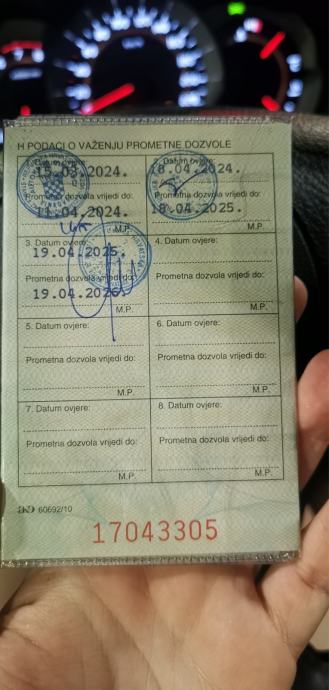 H PODACI O VAŽENJU PROMETNE DOZVOLE
1. Datum ovjere:
15.03.2024.
Prometna dozvola vrijedi do:
.04.2024.
M.P.
2. Datum ovjere:
18.04.2024.
Prometna dozvola vrijedi do:
18.04.2025.
M.P.
3. Datum ovjere:
19.04.2025.
Prometna dozvola vrijedi do:
19.04.2026.
M.P.
4. Datum ovjere:
Prometna dozvola vrijedi do:
M.P.
5. Datum ovjere:
Prometna dozvola vrijedi do:
M.P.
6. Datum ovjere:
Prometna dozvola vrijedi do:
M.P.
7. Datum ovjere:
Prometna dozvola vrijedi do:
M.P.
8. Datum ovjere:
Prometna dozvola vrijedi do:
M.P.
60692/10
17043305